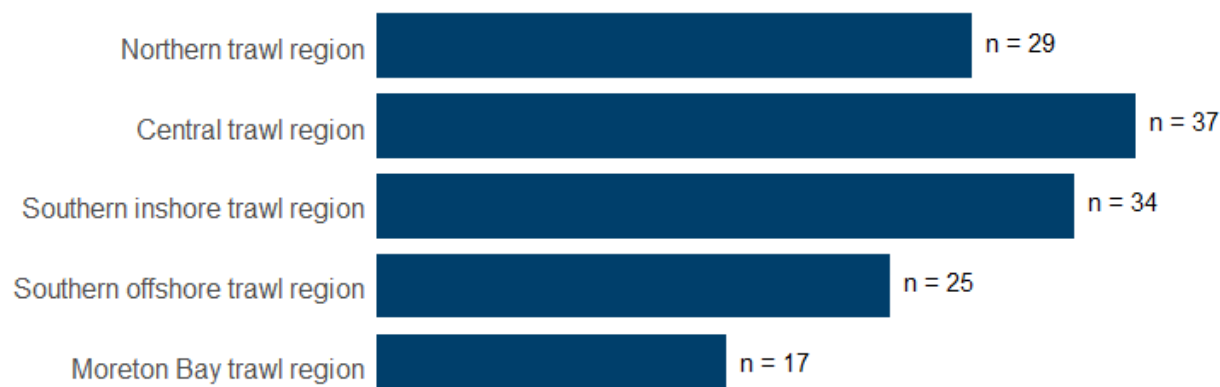 Northern trawl region n = 29
Central trawl region n = 37
Southern inshore trawl region n = 34
Southern offshore trawl region n = 25
Moreton Bay trawl region n = 17